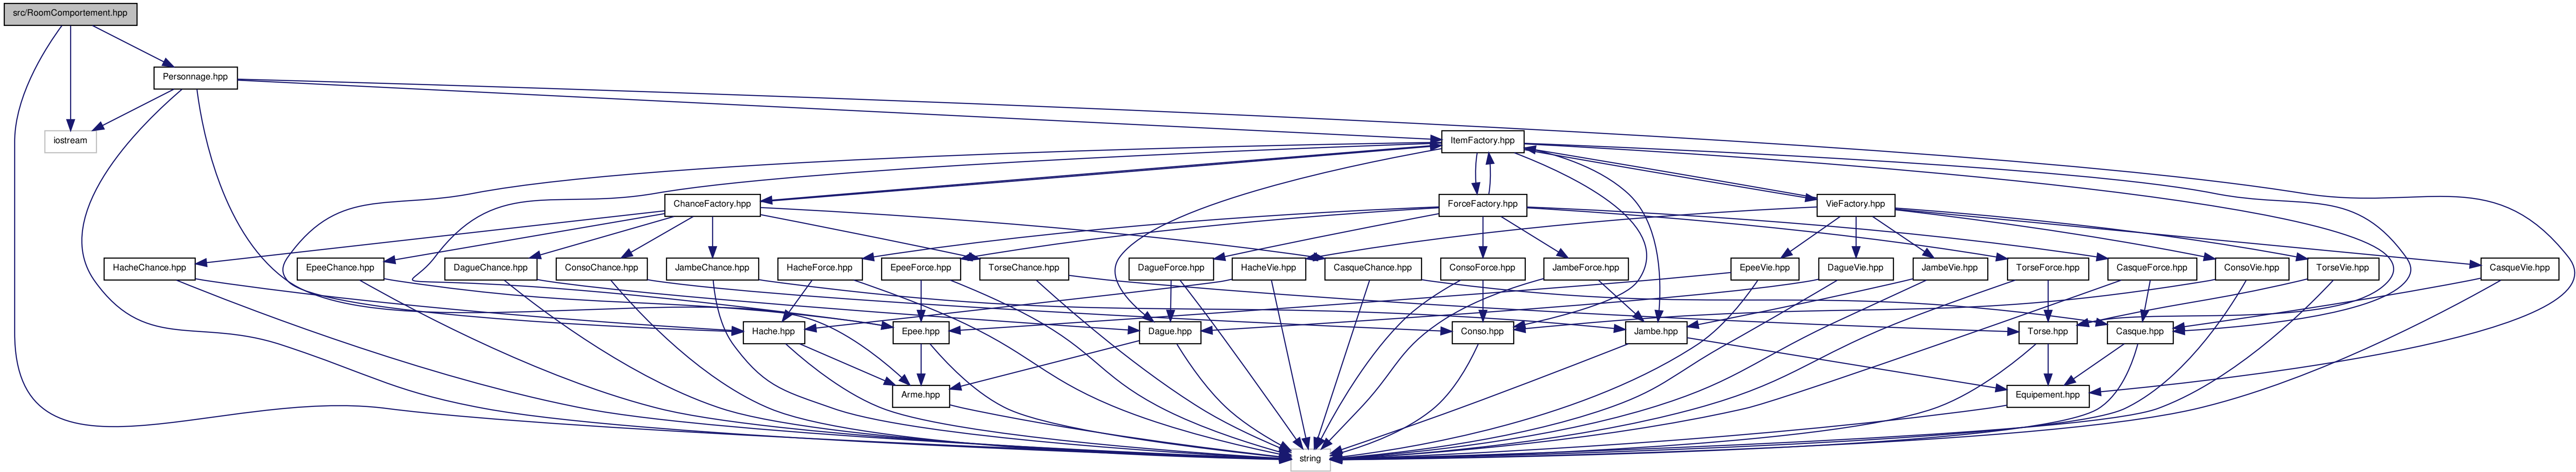 src/RoomComportement.hpp
Personnage.hpp
iostream
ItemFactory.hpp
ChanceFactory.hpp
ForceFactory.hpp
VieFactory.hpp
HacheChance.hpp
EpeeChance.hpp
DagueChance.hpp
ConsoChance.hpp
JambeChance.hpp
HacheForce.hpp
EpeeForce.hpp
TorseChance.hpp
DagueForce.hpp
HacheVie.hpp
CasqueChance.hpp
ConsoForce.hpp
JambeForce.hpp
EpeeVie.hpp
DagueVie.hpp
JambeVie.hpp
TorseForce.hpp
CasqueForce.hpp
ConsoVie.hpp
TorseVie.hpp
CasqueVie.hpp
Hache.hpp
Epee.hpp
Dague.hpp
Conso.hpp
Jambe.hpp
Torse.hpp
Casque.hpp
Arme.hpp
Equipement.hpp
string